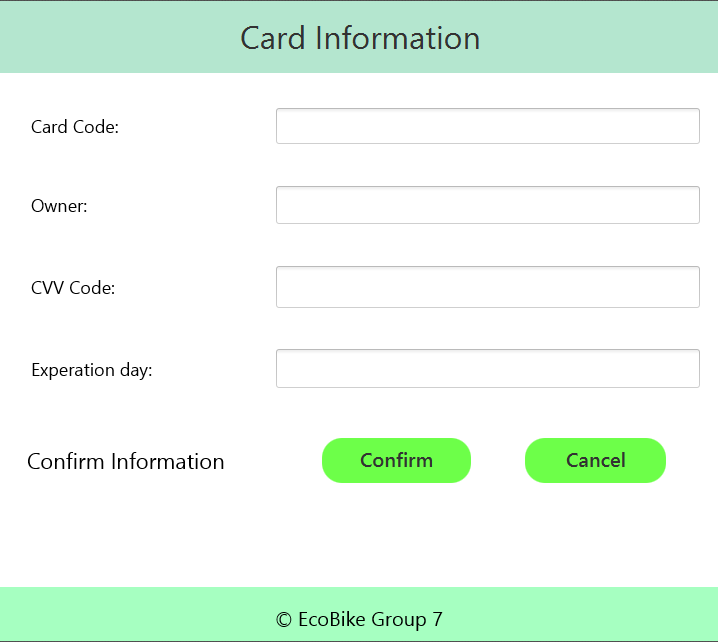 Card Information
Card Code:
Owner:
CVV Code:
Experation day:
Confirm Information Confirm Cancel
© EcoBike Group 7